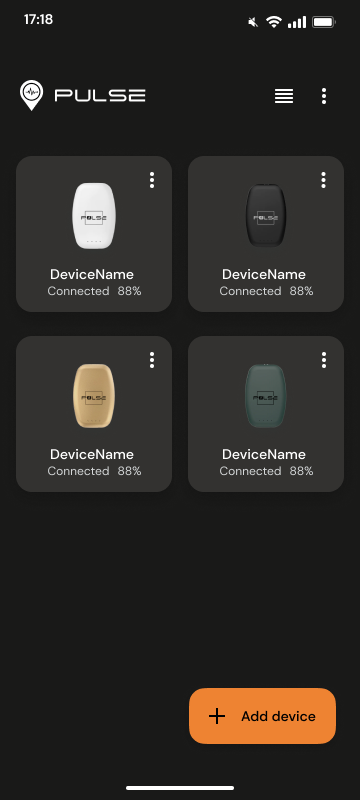 17:18
PULSE
PULSE
PULSE
DeviceName
DeviceName
Connected 88%
Connected 88%
PULSE
PULSE
DeviceName
DeviceName
Connected 88%
Connected 88%
Add device